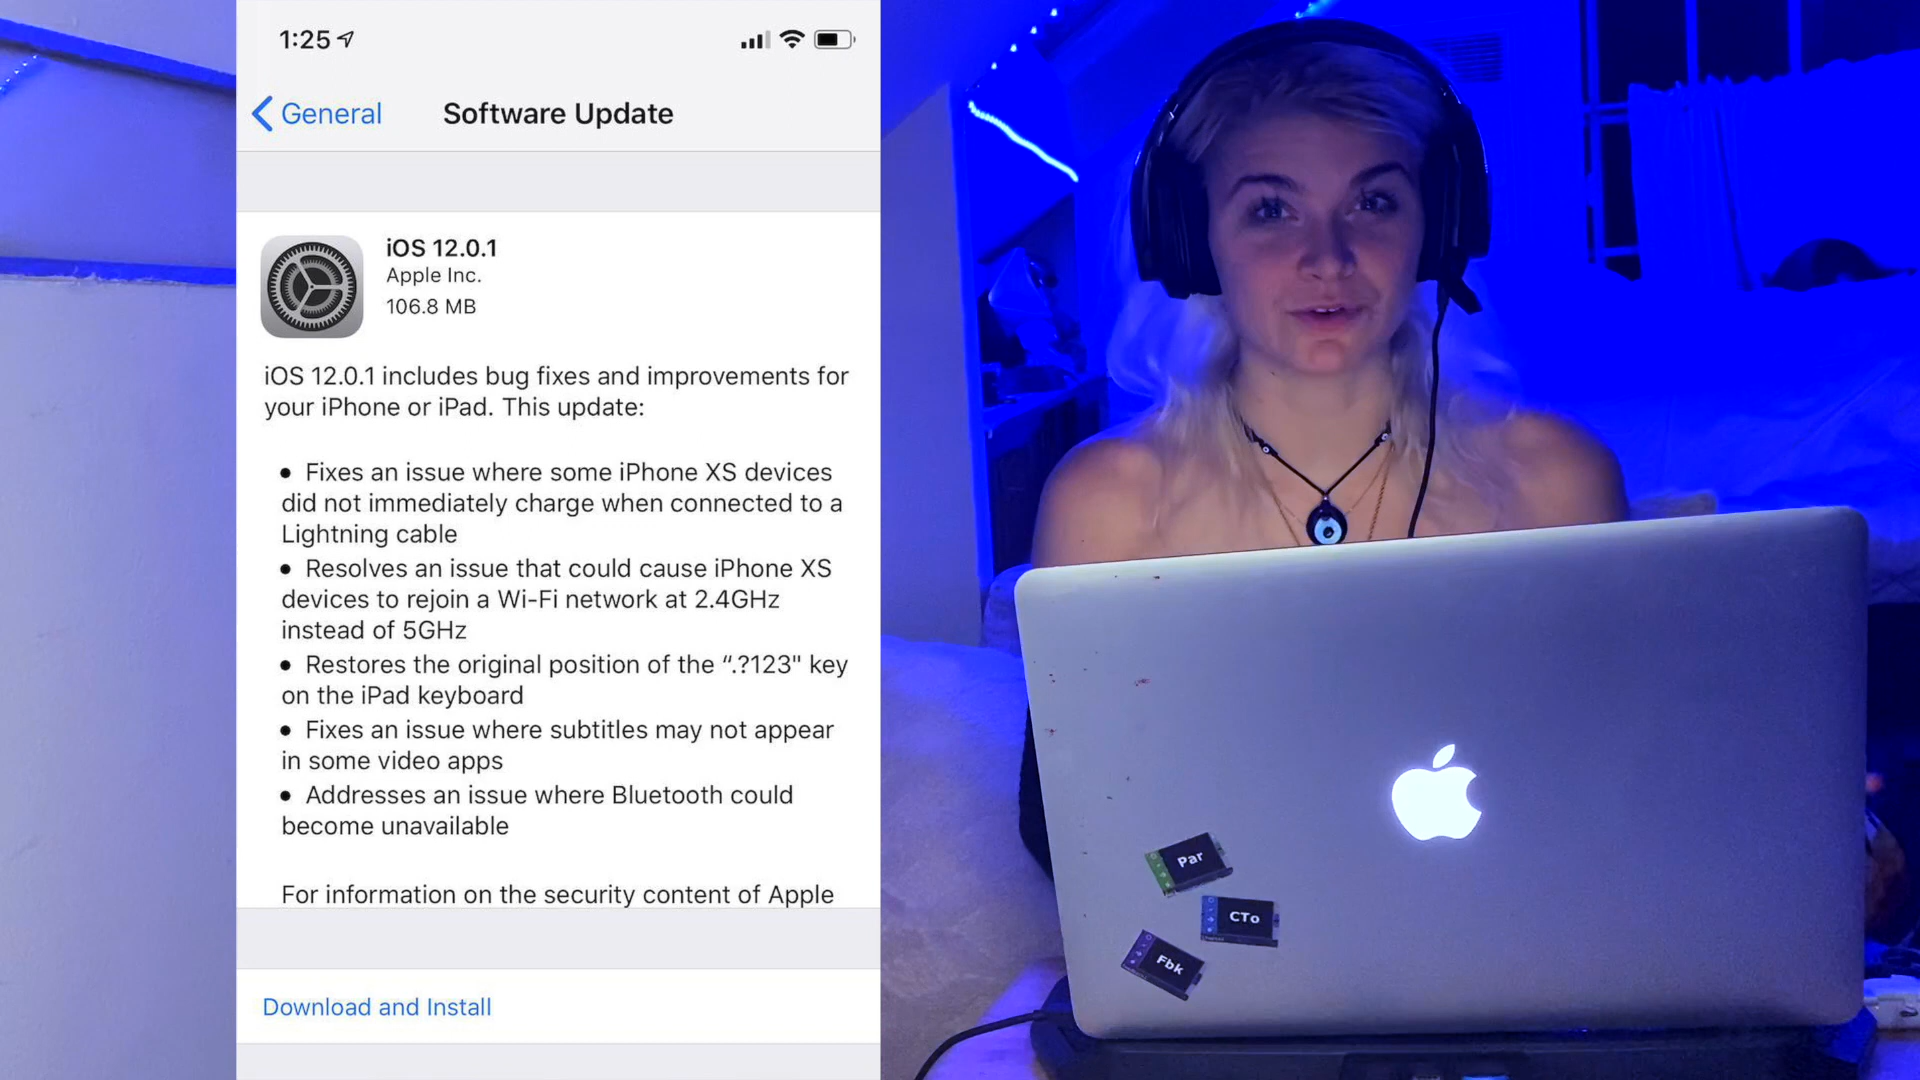 1:25
General
Software Update
iOS 12.0.1
Apple Inc.
106.8 MB
iOS 12.0.1 includes bug fixes and improvements for
your iPhone or iPad. This update:
● Fixes an issue where some iPhone XS devices
did not immediately charge when connected to a
Lightning cable
● Resolves an issue that could cause iPhone XS
devices to rejoin a Wi-Fi network at 2.4GHz
instead of 5GHz
● Restores the original position of the “.?123" key
on the iPad keyboard
● Fixes an issue where subtitles may not appear
in some video apps
● Addresses an issue where Bluetooth could
become unavailable
For information on the security content of Apple
Download and Install
Par
CTo
Fbk